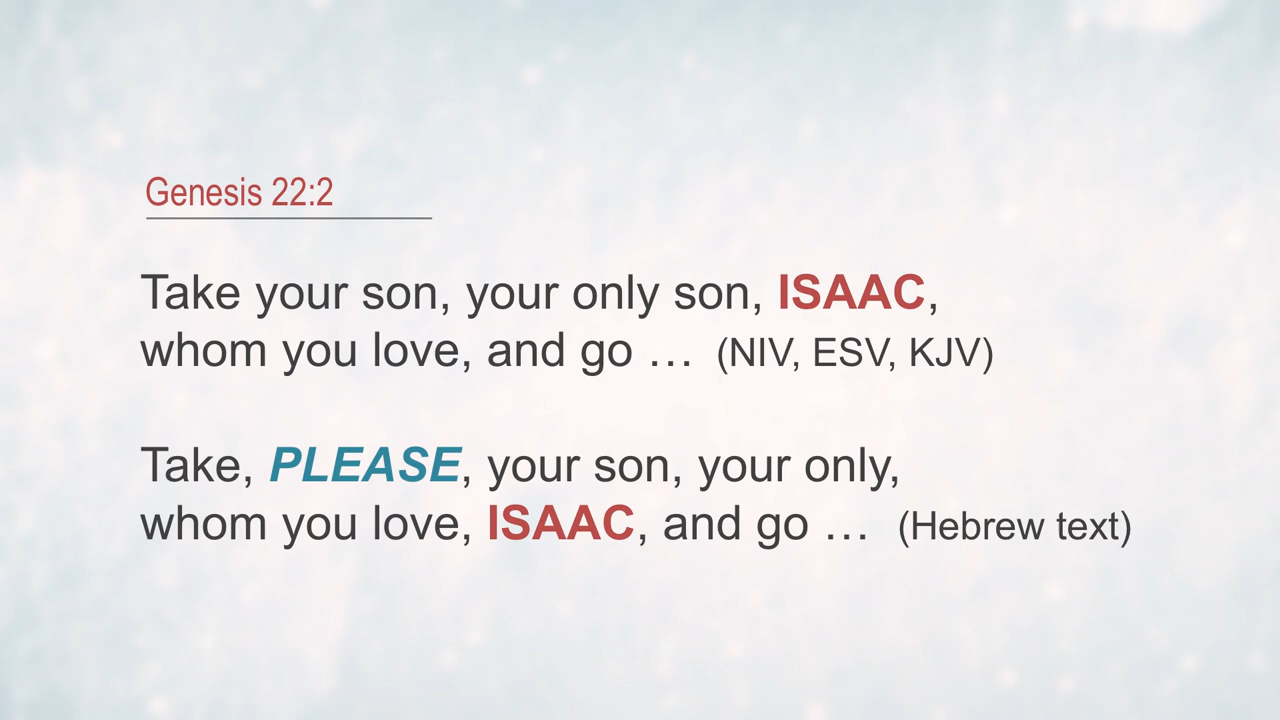 Genesis 22:2
Take your son, your only son, ISAAC,
whom you love, and go … (NIV, ESV, KJV)
Take, PLEASE, your son, your only,
whom you love, ISAAC, and go … (Hebrew text)